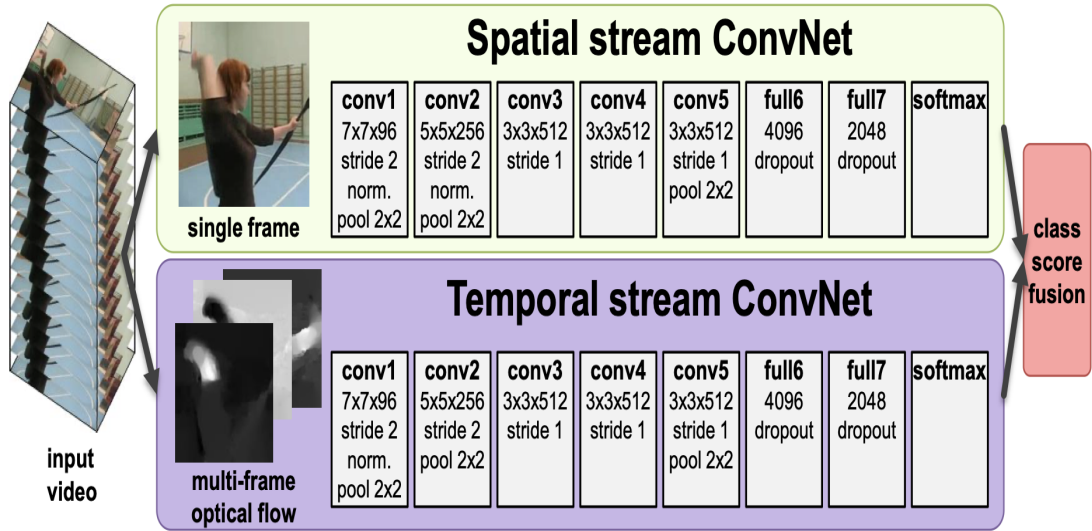 Spatial stream ConvNet
conv1
7x7x96
stride 2
norm.
pool 2x2
conv2
5x5x256
stride 2
norm.
pool 2x2
conv3
3x3x512
stride 1
conv4
3x3x512
stride 1
conv5
3x3x512
stride 1
pool 2x2
full6
4096
dropout
full7
2048
dropout
softmax
single frame
Temporal stream ConvNet
conv1
7x7x96
stride 2
norm.
pool 2x2
conv2
5x5x256
stride 2
pool 2x2
conv3
3x3x512
stride 1
conv4
3x3x512
stride 1
conv5
3x3x512
stride 1
pool 2x2
full6
4096
dropout
full7
2048
dropout
softmax
multi-frame
optical flow
input
video
class
score
fusion